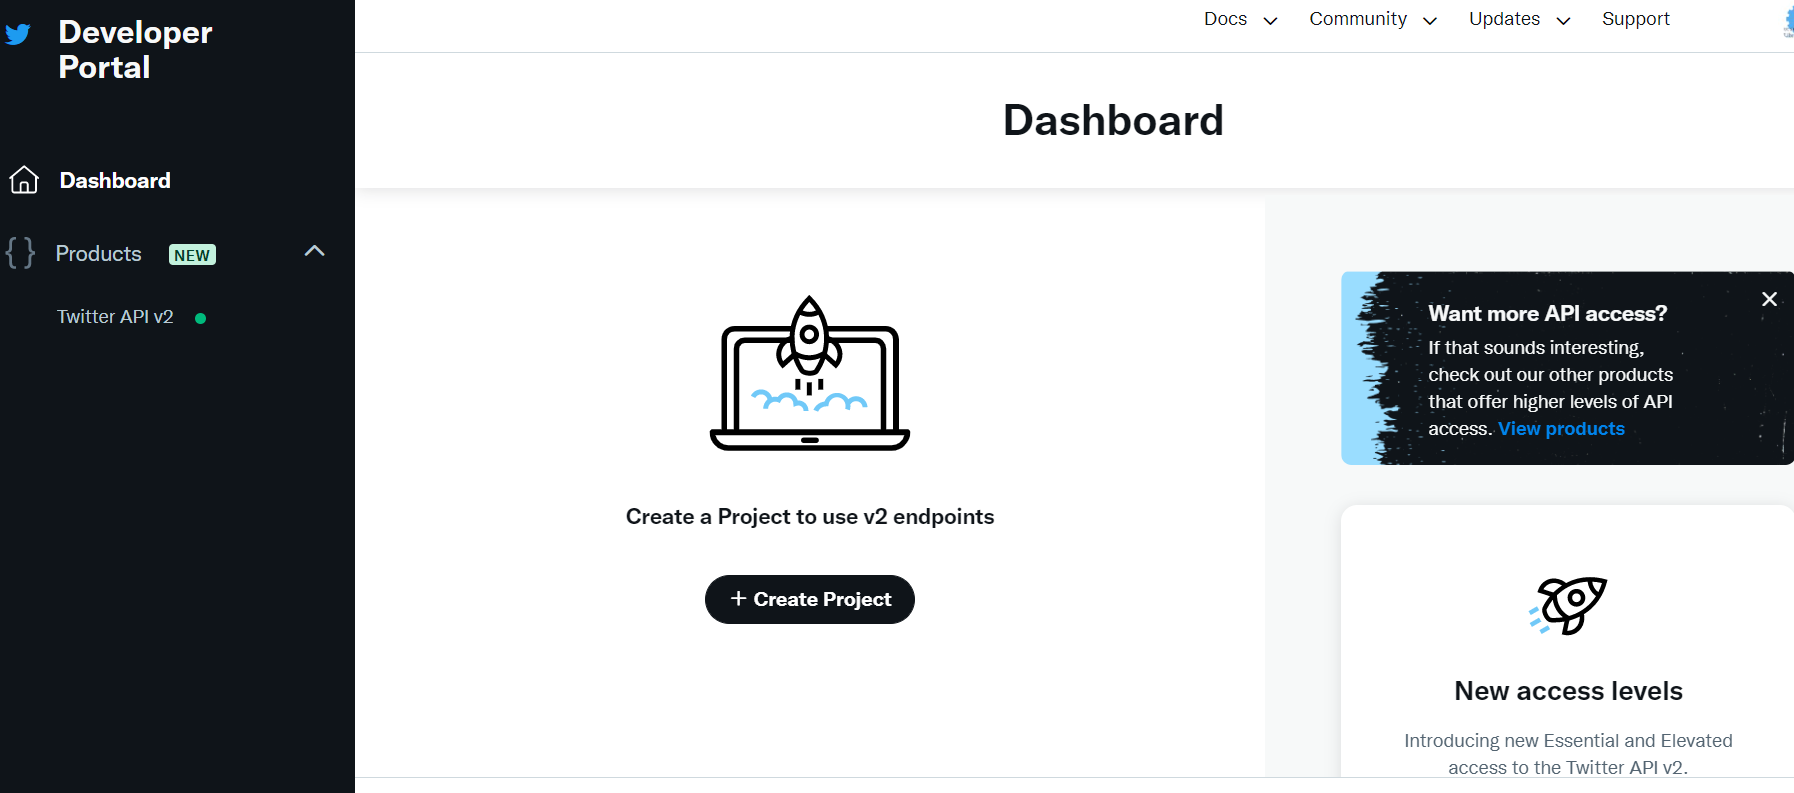 Developer
Portal
Docs
Community
Updates
Support
Dashboard
Dashboard
Products
NEW
Twitter API v2
Create a Project to use v2 endpoints
+ Create Project
Want more API access?
If that sounds interesting,
check out our other products
that offer higher levels of API
access. View products
New access levels
Introducing new Essential and Elevated
access to the Twitter API v2.